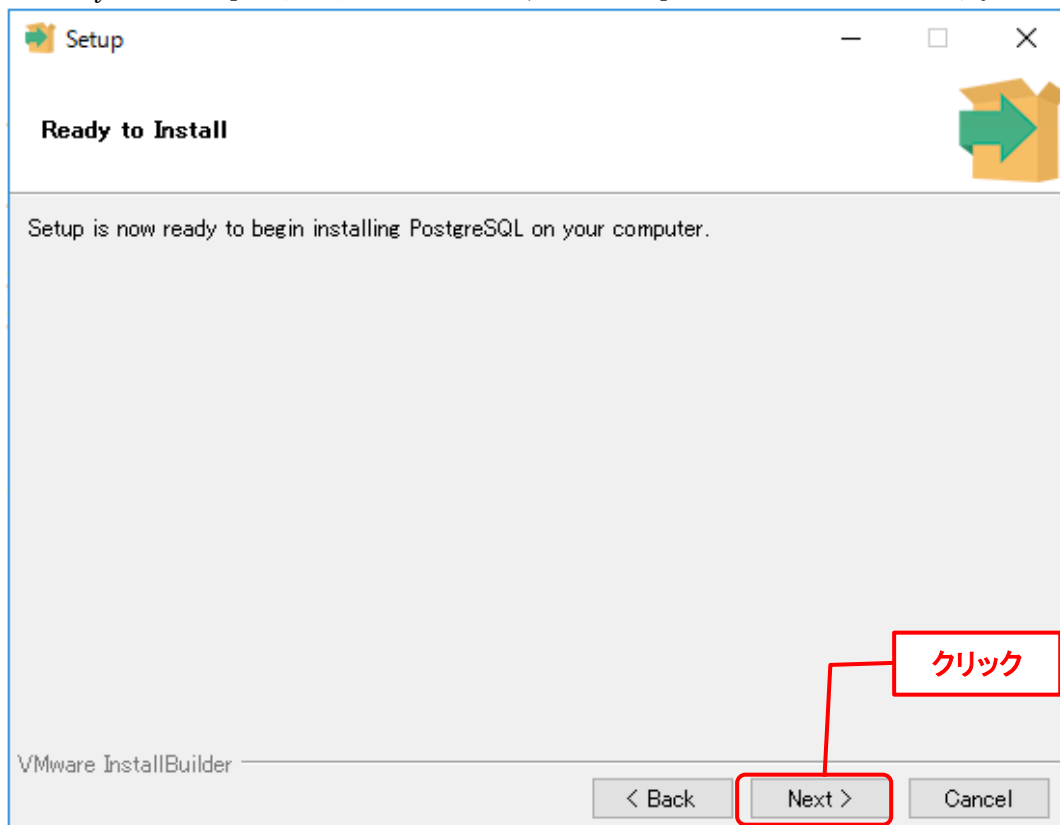 Setup
Ready to Install
Setup is now ready to begin installing PostgreSQL on your computer.
クリック
VMware InstallBuilder
< Back
Next >
Cancel